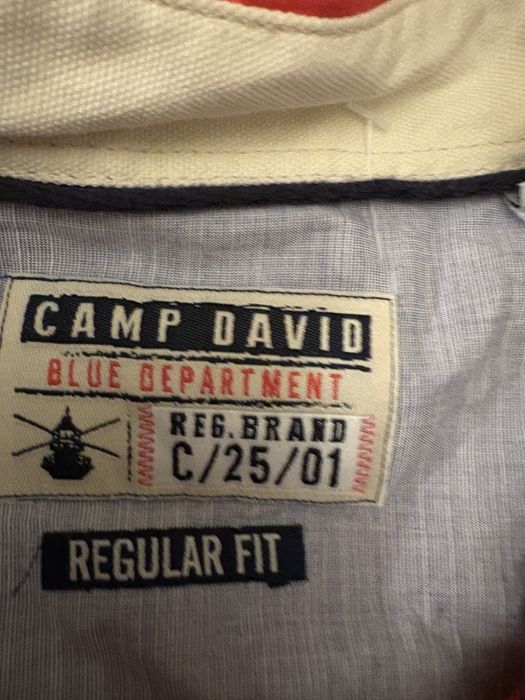 CAMP DAVID
BLUE DEPARTMENT
REG. BRAND
C/25/01
REGULAR FIT